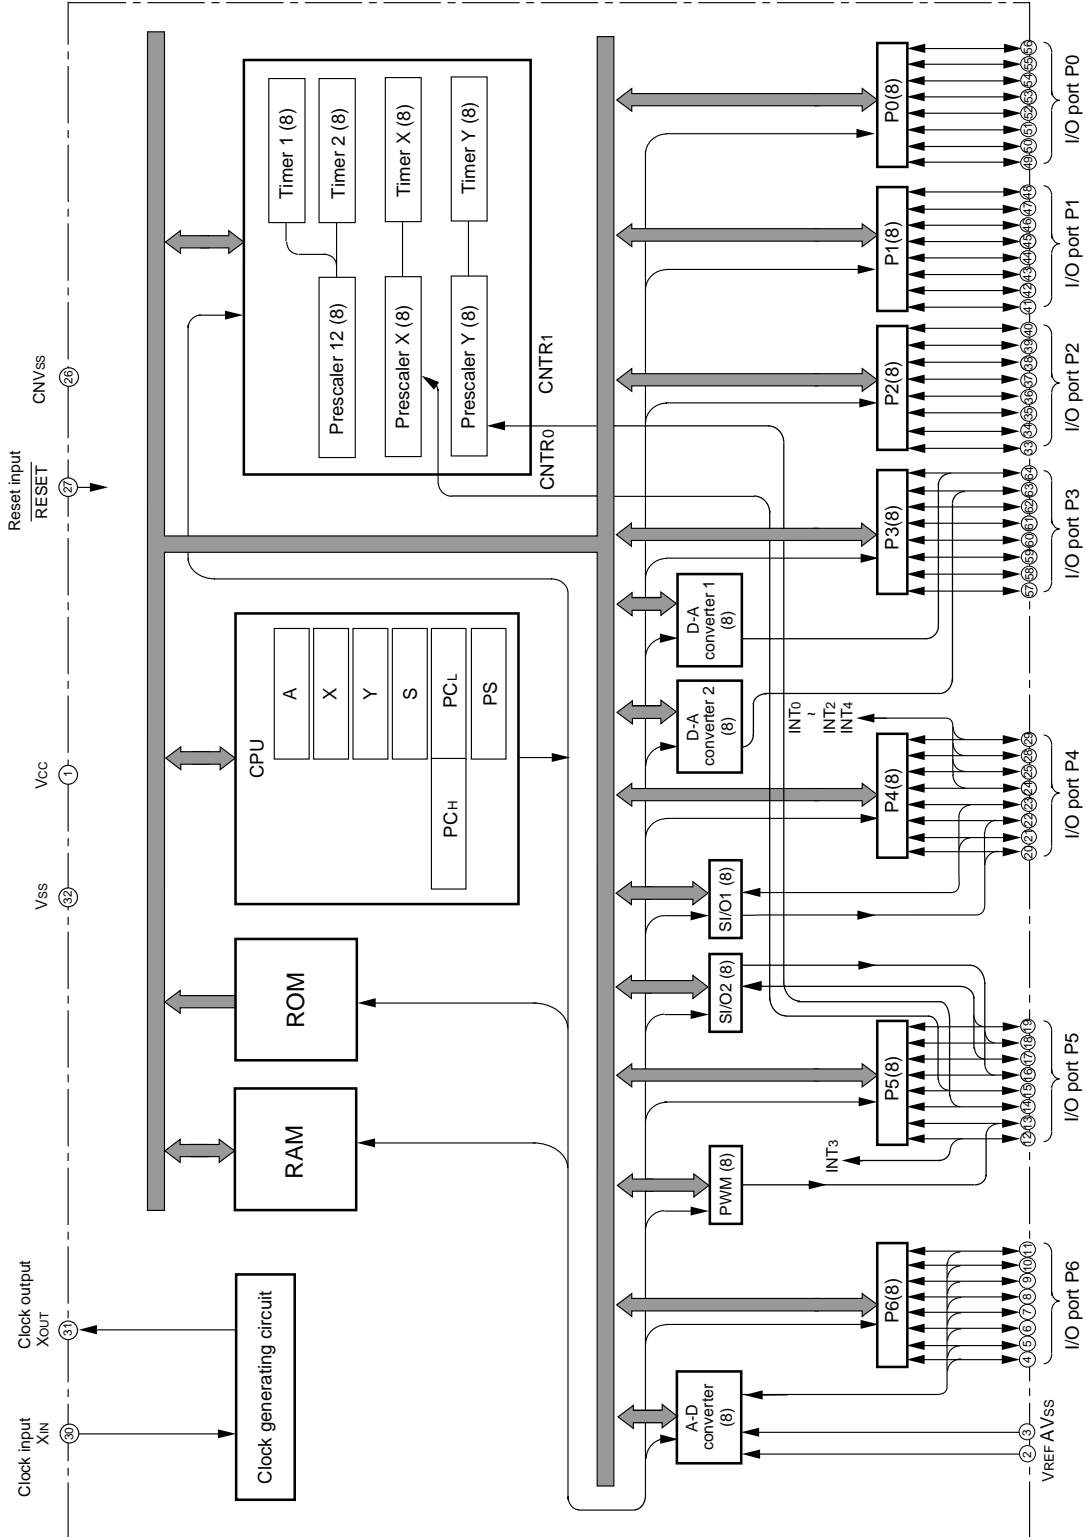 Reset input
RESET
27
CNVSS
26
VCC
1
VSS
32
Clock output
XOUT
31
Clock input
XIN
30
Timer 1 (8)
Timer 2 (8)
Timer X (8)
Timer Y (8)
Prescaler 12 (8)
Prescaler X (8)
Prescaler Y (8)
CNTR0
CNTR1
CPU
A
X
Y
S
PCH
PCL
PS
ROM
RAM
Clock generating circuit
A-D
converter
(8)
PWM (8)
INT3
SI/O2 (8)
SI/O1 (8)
D-A
converter 2
(8)
D-A
converter 1
(8)
INT0
~
INT2
INT4
P6(8)
P5(8)
P4(8)
P3(8)
P2(8)
P1(8)
P0(8)
2 3
VREF AVSS
4 5 6 7 8 9 10 11
I/O port P6
12 13 14 15 16 17 18 19
I/O port P5
20 21 22 23 24 25 28 29
I/O port P4
57 58 59 60 61 62 63 64
I/O port P3
33 34 35 36 37 38 39 40
I/O port P2
41 42 43 44 45 46 47 48
I/O port P1
49 50 51 52 53 54 55 56
I/O port P0